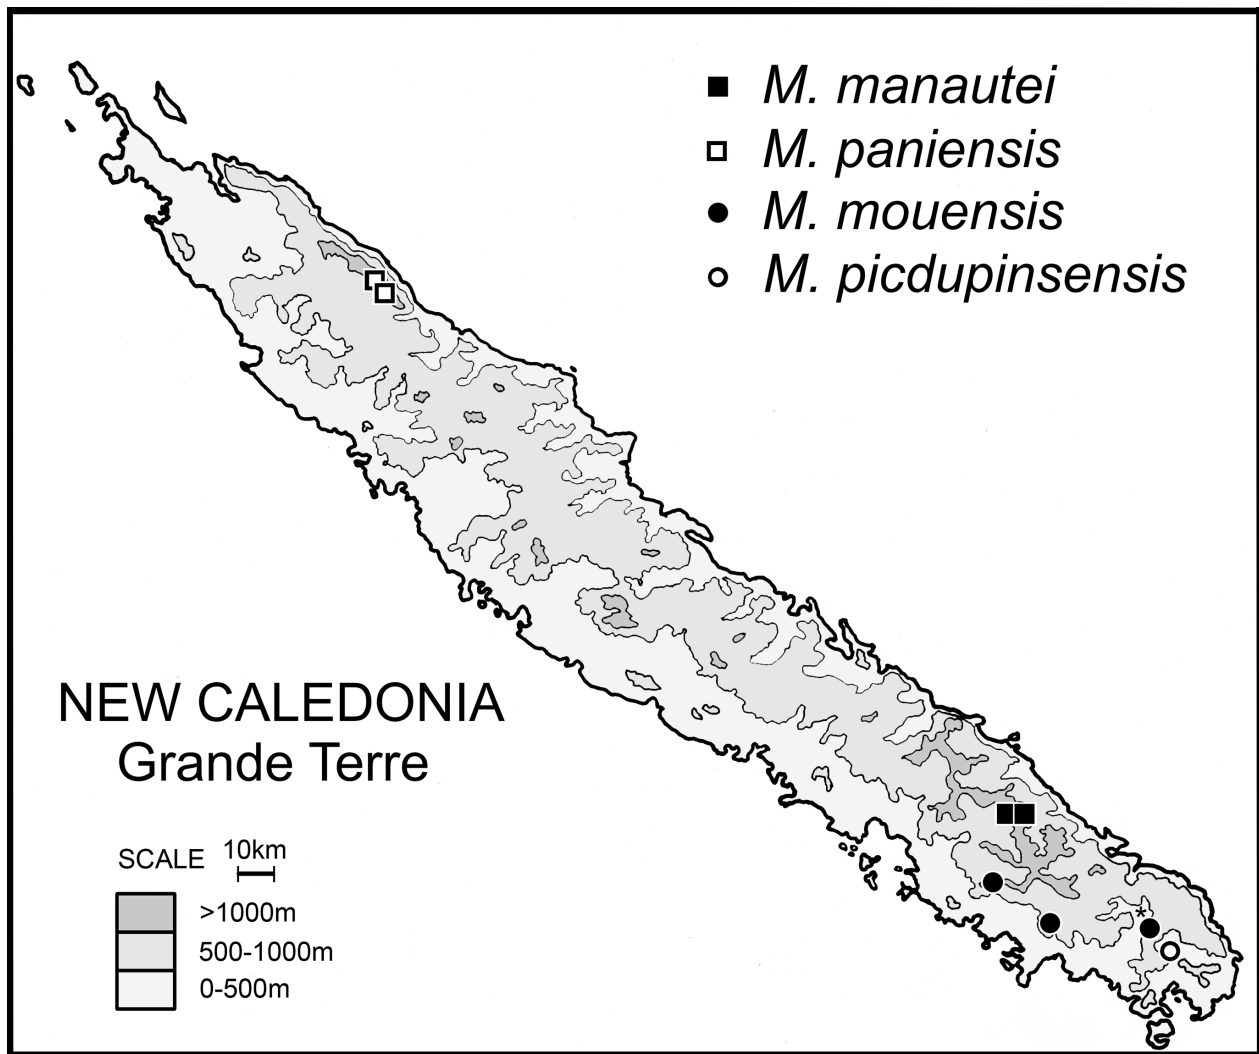 M. manautei
M. paniensis
M. mouensis
M. picdupinsensis
NEW CALEDONIA
Grande Terre
SCALE 10km
>1000m
500-1000m
0-500m
*